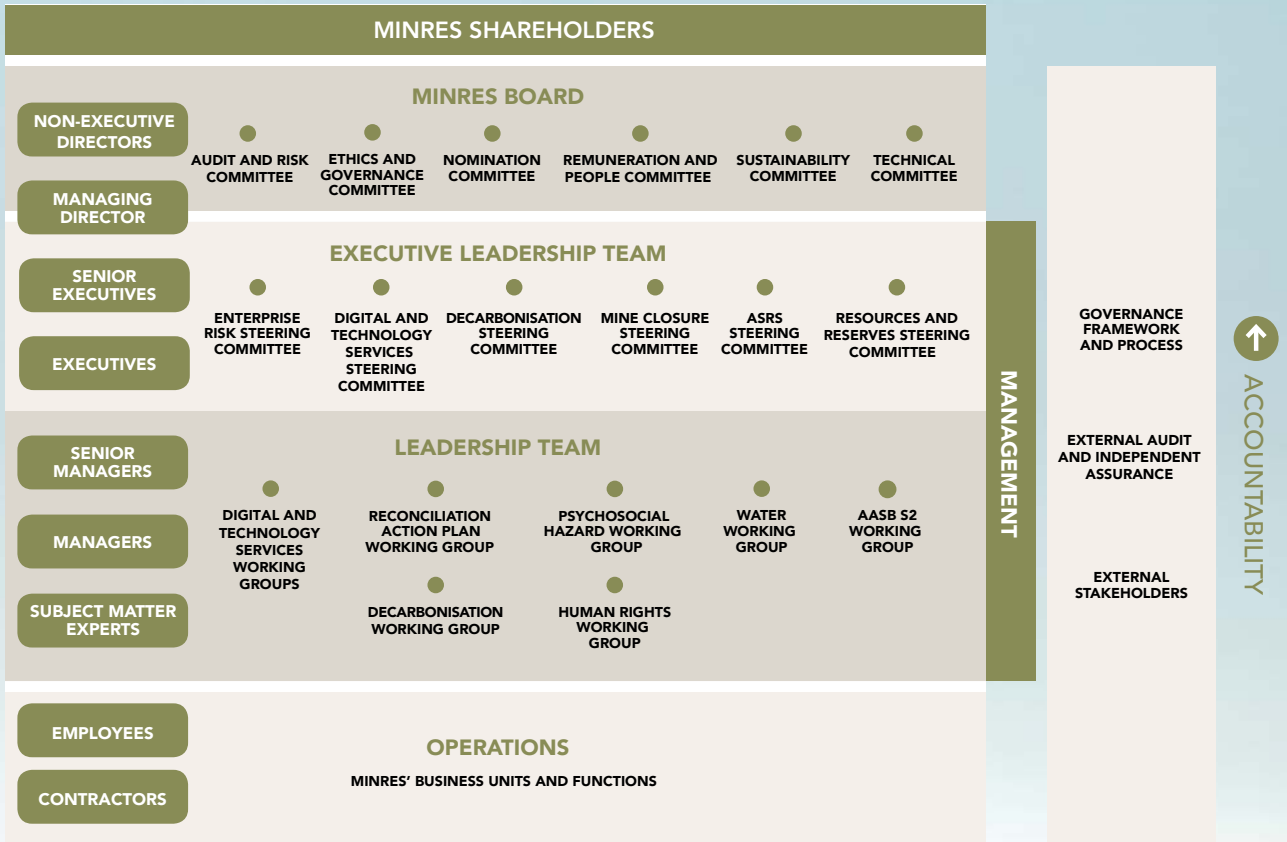 MINRES SHAREHOLDERS
MINRES BOARD
NON-EXECUTIVE
DIRECTORS
MANAGING
DIRECTOR
AUDIT AND RISK
COMMITTEE
ETHICS AND
GOVERNANCE
COMMITTEE
NOMINATION
COMMITTEE
REMUNERATION AND
PEOPLE COMMITTEE
SUSTAINABILITY
COMMITTEE
TECHNICAL
COMMITTEE
EXECUTIVE LEADERSHIP TEAM
SENIOR
EXECUTIVES
EXECUTIVES
ENTERPRISE
RISK STEERING
COMMITTEE
DIGITAL AND
TECHNOLOGY
SERVICES
STEERING
COMMITTEE
DECARBONISATION
STEERING
COMMITTEE
MINE CLOSURE
STEERING
COMMITTEE
ASRS
STEERING
COMMITTEE
RESOURCES AND
RESERVES STEERING
COMMITTEE
LEADERSHIP TEAM
SENIOR
MANAGERS
MANAGERS
SUBJECT MATTER
EXPERTS
DIGITAL AND
TECHNOLOGY
SERVICES
WORKING
GROUPS
RECONCILIATION
ACTION PLAN
WORKING GROUP
PSYCHOSOCIAL
HAZARD WORKING
GROUP
WATER
WORKING
GROUP
AASB S2
WORKING
GROUP
DECARBONISATION
WORKING GROUP
HUMAN RIGHTS
WORKING
GROUP
EMPLOYEES
CONTRACTORS
OPERATIONS
MINRES' BUSINESS UNITS AND FUNCTIONS
MANAGEMENT
GOVERNANCE
FRAMEWORK
AND PROCESS
EXTERNAL AUDIT
AND INDEPENDENT
ASSURANCE
EXTERNAL
STAKEHOLDERS
ACCOUNTABILITY